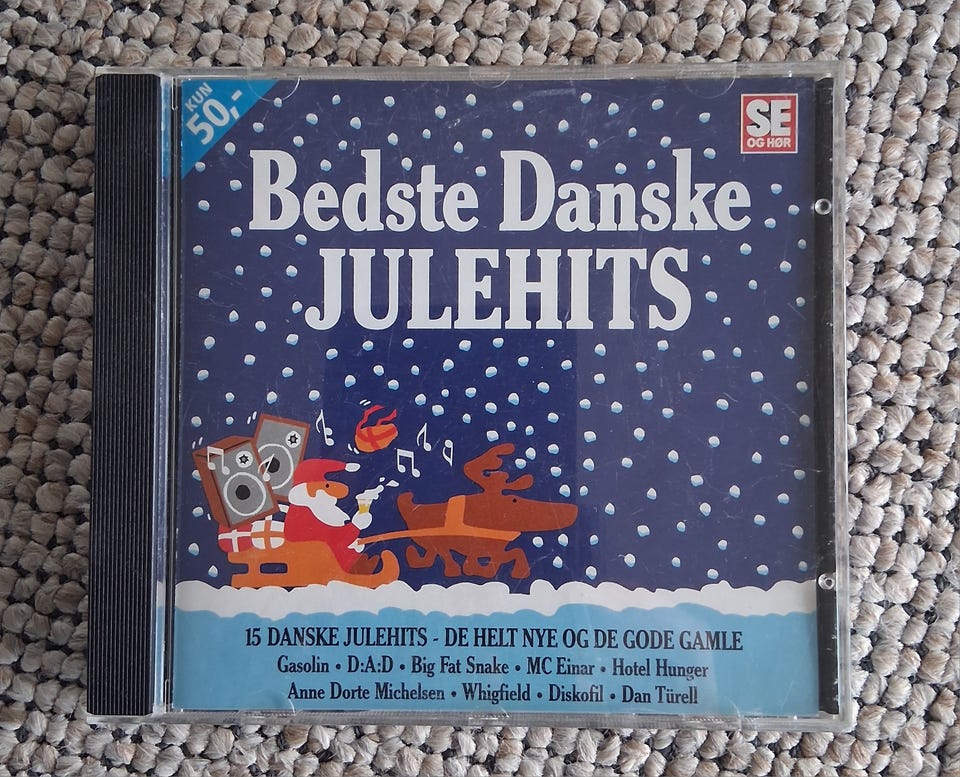 KUN
50,-
SE
OG HØR
Bedste Danske
JULEHITS
15 DANSKE JULEHITS - DE HELT NYE OG DE GODE GAMLE
Gasolin • D:A:D • Big Fat Snake • MC Einar • Hotel Hunger
Anne Dorte Michelsen • Whigfield • Diskofil • Dan Türell